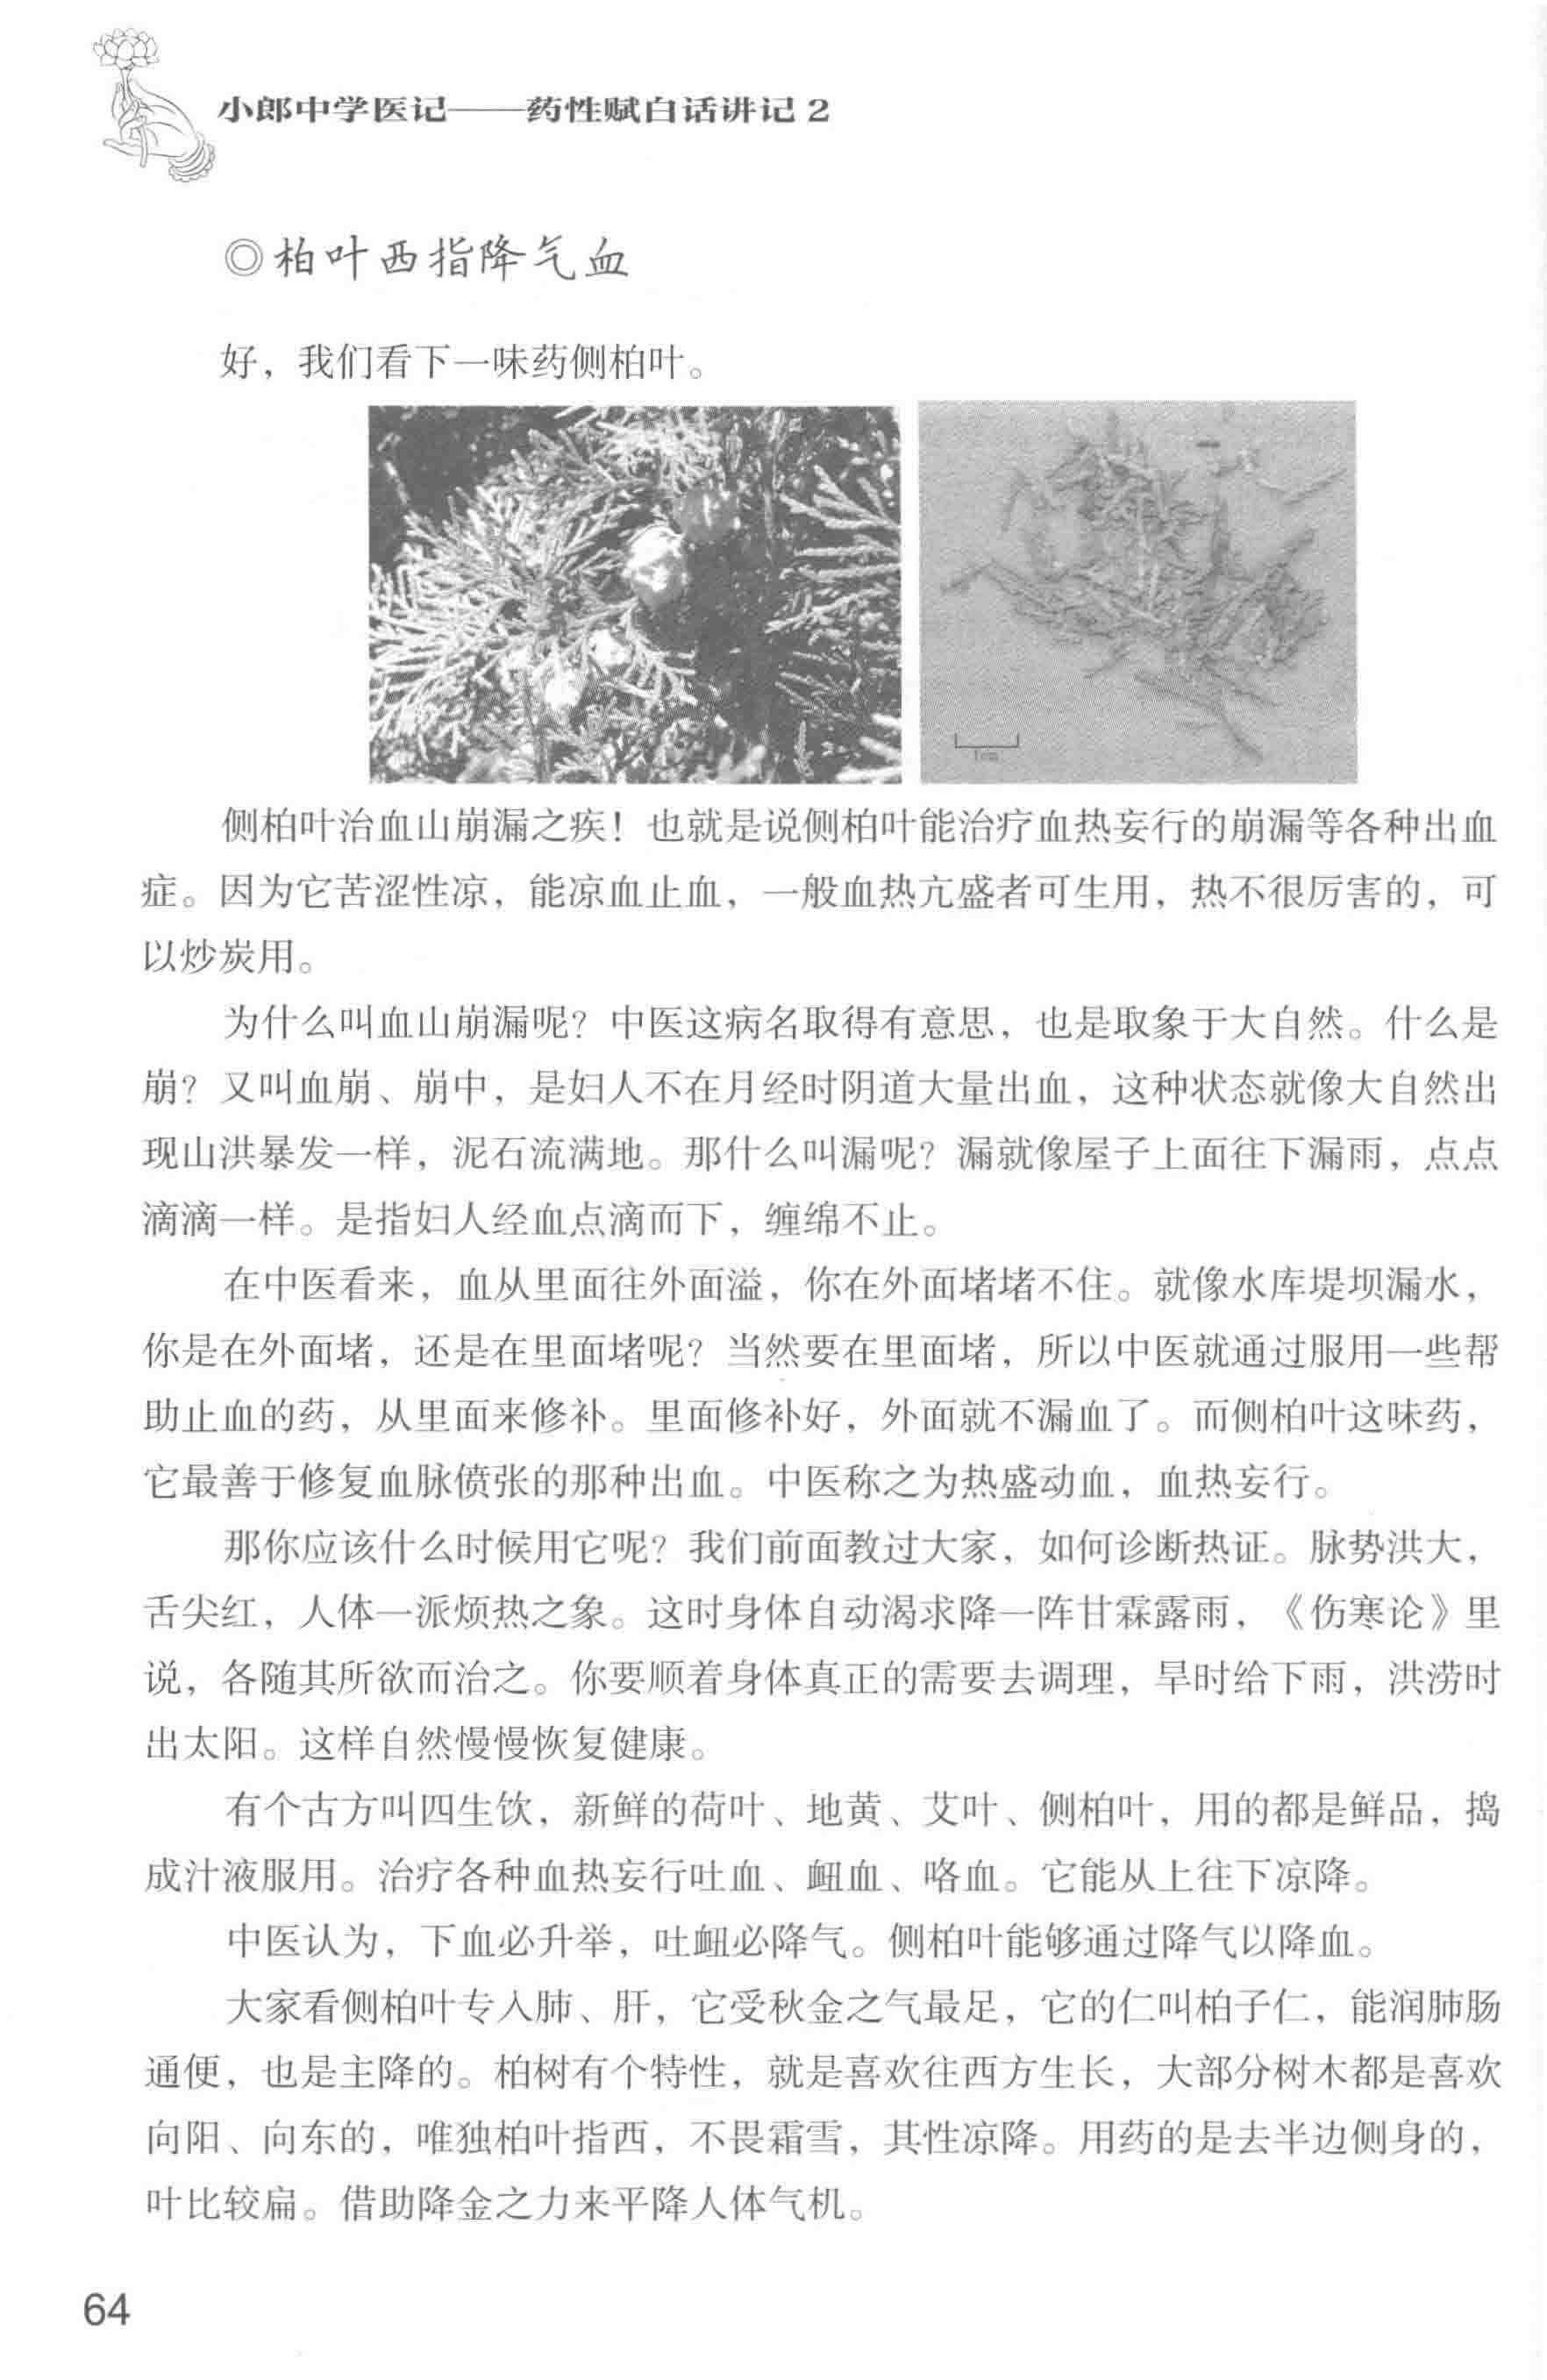 小郎中学医记——药性赋白话讲记2
◎柏叶西指降气血
好，我们看下一味药侧柏叶。
1cm
侧柏叶治血山崩漏之疾！也就是说侧柏叶能治疗血热妄行的崩漏等各种出血
症。因为它苦涩性凉，能凉血止血，一般血热亢盛者可生用，热不很厉害的，可
以炒炭用。
为什么叫血山崩漏呢？中医这病名取得有意思，也是取象于大自然。什么是
崩？又叫血崩、崩中，是妇人不在月经时阴道大量出血，这种状态就像大自然出
现山洪暴发一样，泥石流满地。那什么叫漏呢？漏就像屋子上面往下漏雨，点点
滴滴一样。是指妇人经血点滴而下，缠绵不止。
在中医看来，血从里面往外面溢，你在外面堵堵不住。就像水库堤坝漏水，
你是在外面堵，还是在里面堵呢？当然要在里面堵，所以中医就通过服用一些帮
助止血的药，从里面来修补。里面修补好，外面就不漏血了。而侧柏叶这味药，
它最善于修复血脉偾张的那种出血。中医称之为热盛动血，血热妄行。
那你应该什么时候用它呢？我们前面教过大家，如何诊断热证。脉势洪大，
舌尖红，人体一派烦热之象。这时身体自动渴求降一阵甘霖露雨，《伤寒论》里
说，各随其所欲而治之。你要顺着身体真正的需要去调理，旱时给下雨，洪涝时
出太阳。这样自然慢慢恢复健康。
有个古方叫四生饮，新鲜的荷叶、地黄、艾叶、侧柏叶，用的都是鲜品，捣
成汁液服用。治疗各种血热妄行吐血、衄血、咯血。它能从上往下凉降。
中医认为，下血必升举，吐衄必降气。侧柏叶能够通过降气以降血。
大家看侧柏叶专入肺、肝，它受秋金之气最足，它的仁叫柏子仁，能润肺肠
通便，也是主降的。柏树有个特性，就是喜欢往西方生长，大部分树木都是喜欢
向阳、向东的，唯独柏叶指西，不畏霜雪，其性凉降。用药的是去半边侧身的，
叶比较扁。借助降金之力来平降人体气机。
64